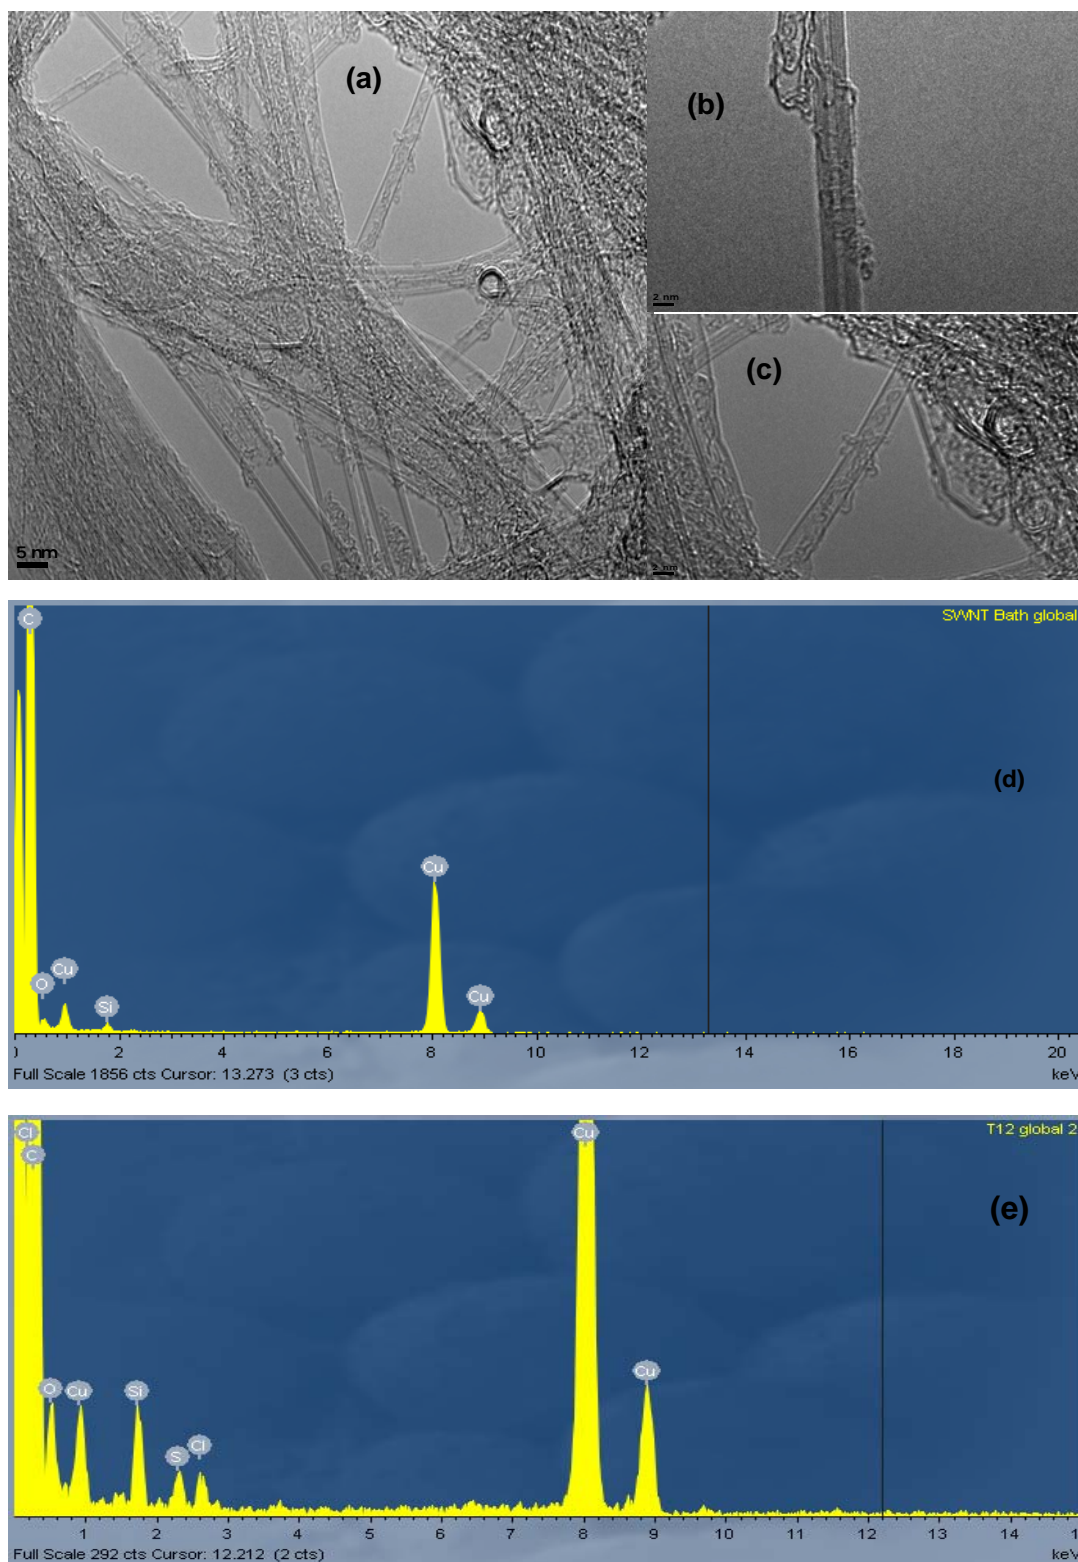 (a)
(b)
(c)
5 nm
2 nm
2 nm
C
SWNT Bath global
(d)
Cu
O
Cu
Si
Cu
0 2 4 6 8 10 12 14 16 18 20
Full Scale 1856 cts Cursor: 13.273 (3 cts) keV
Cl
C
Cu
T12 global 2
(e)
O
Cu
Si
S
Cl
Cu
1 2 3 4 5 6 7 8 9 10 11 12 13 14
Full Scale 292 cts Cursor: 12.212 (2 cts) keV